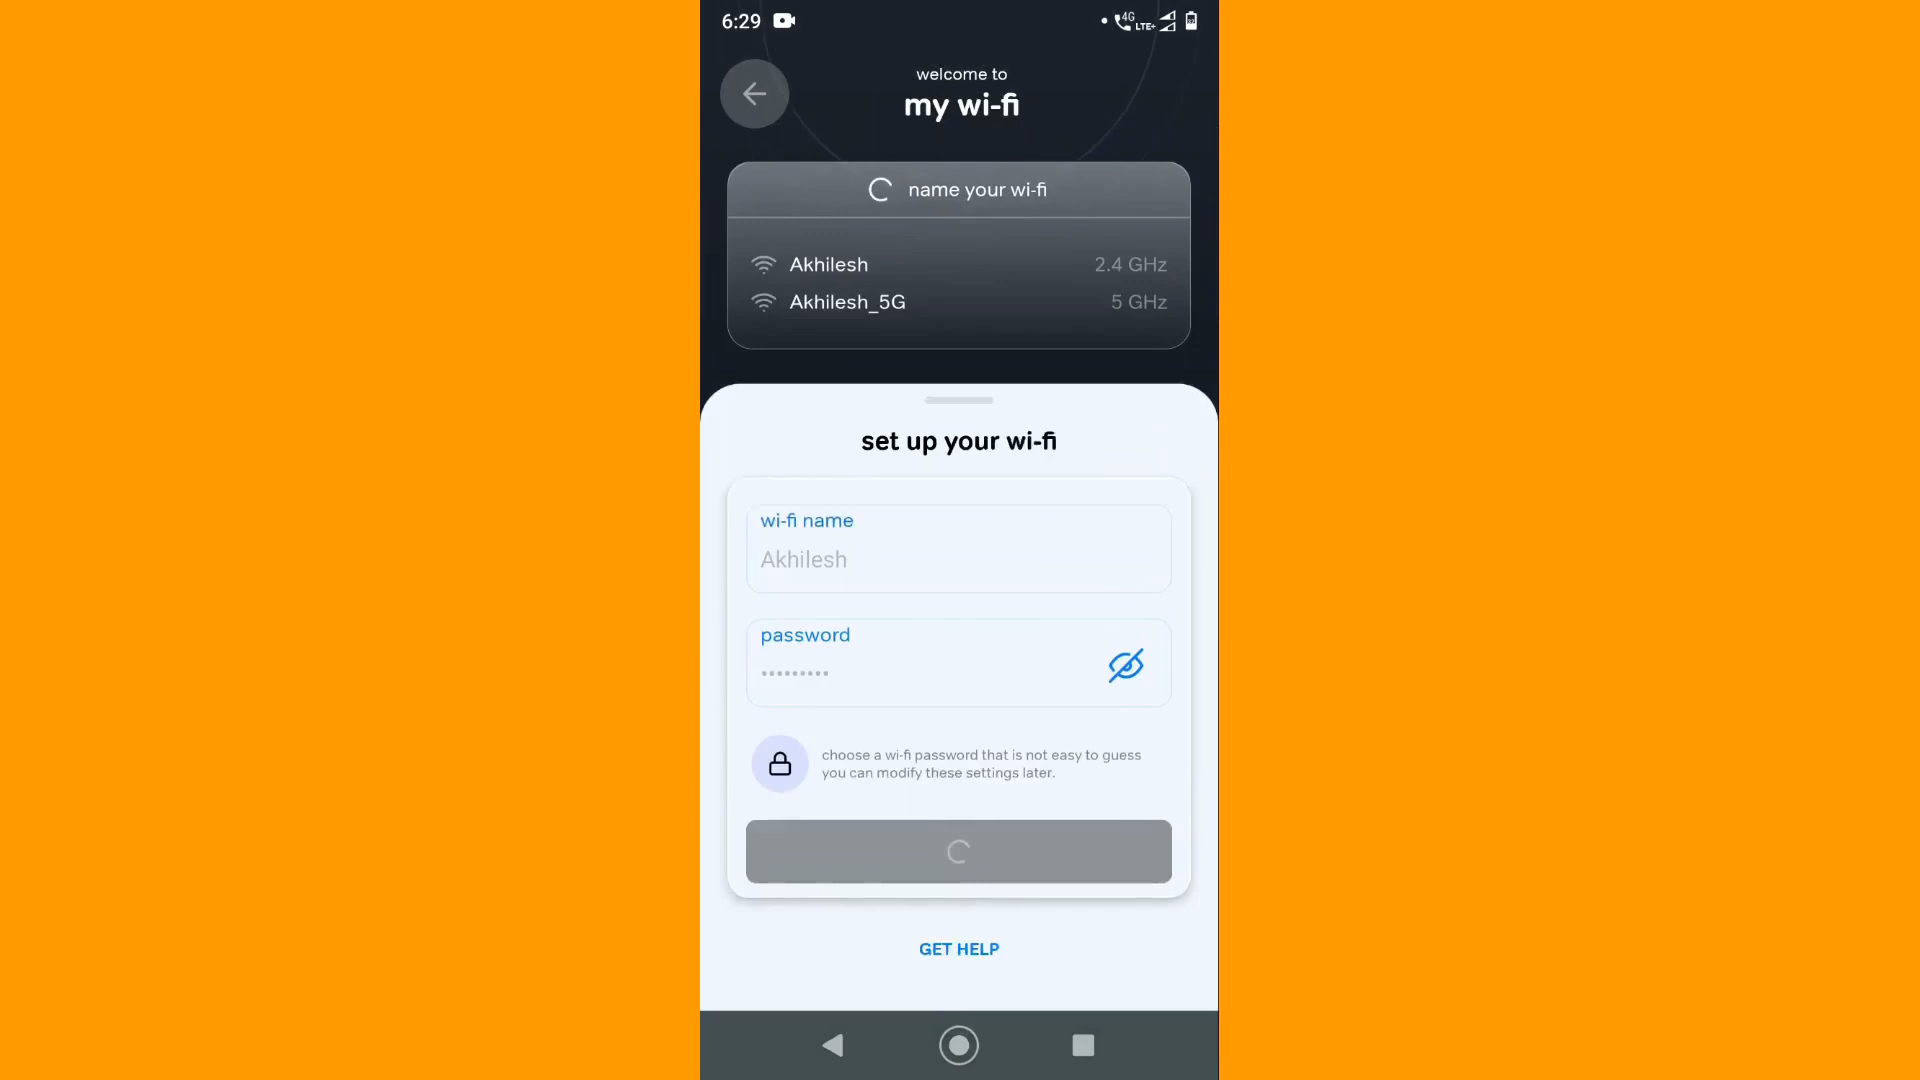 6:29
4G
LTE+
welcome to
my wi-fi
name your wi-fi
Akhilesh 2.4 GHz
Akhilesh_5G 5 GHz
set up your wi-fi
wi-fi name
Akhilesh
password
•••••••••
choose a wi-fi password that is not easy to guess
you can modify these settings later.
GET HELP